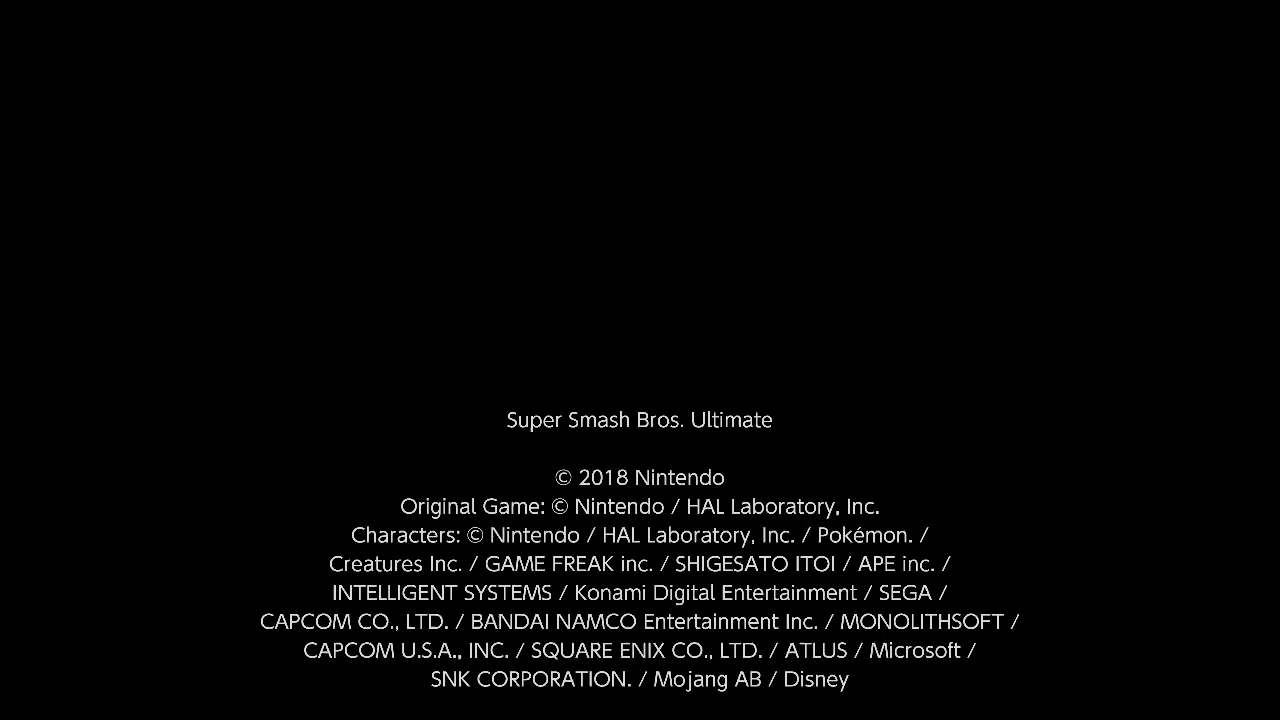 Super Smash Bros. Ultimate
© 2018 Nintendo
Original Game: © Nintendo / HAL Laboratory, Inc.
Characters: © Nintendo / HAL Laboratory, Inc. / Pokémon. /
Creatures Inc. / GAME FREAK inc. / SHIGESATO ITOI / APE inc. /
INTELLIGENT SYSTEMS / Konami Digital Entertainment / SEGA /
CAPCOM CO., LTD. / BANDAI NAMCO Entertainment Inc. / MONOLITHSOFT /
CAPCOM U.S.A., INC. / SQUARE ENIX CO., LTD. / ATLUS / Microsoft /
SNK CORPORATION. / Mojang AB / Disney